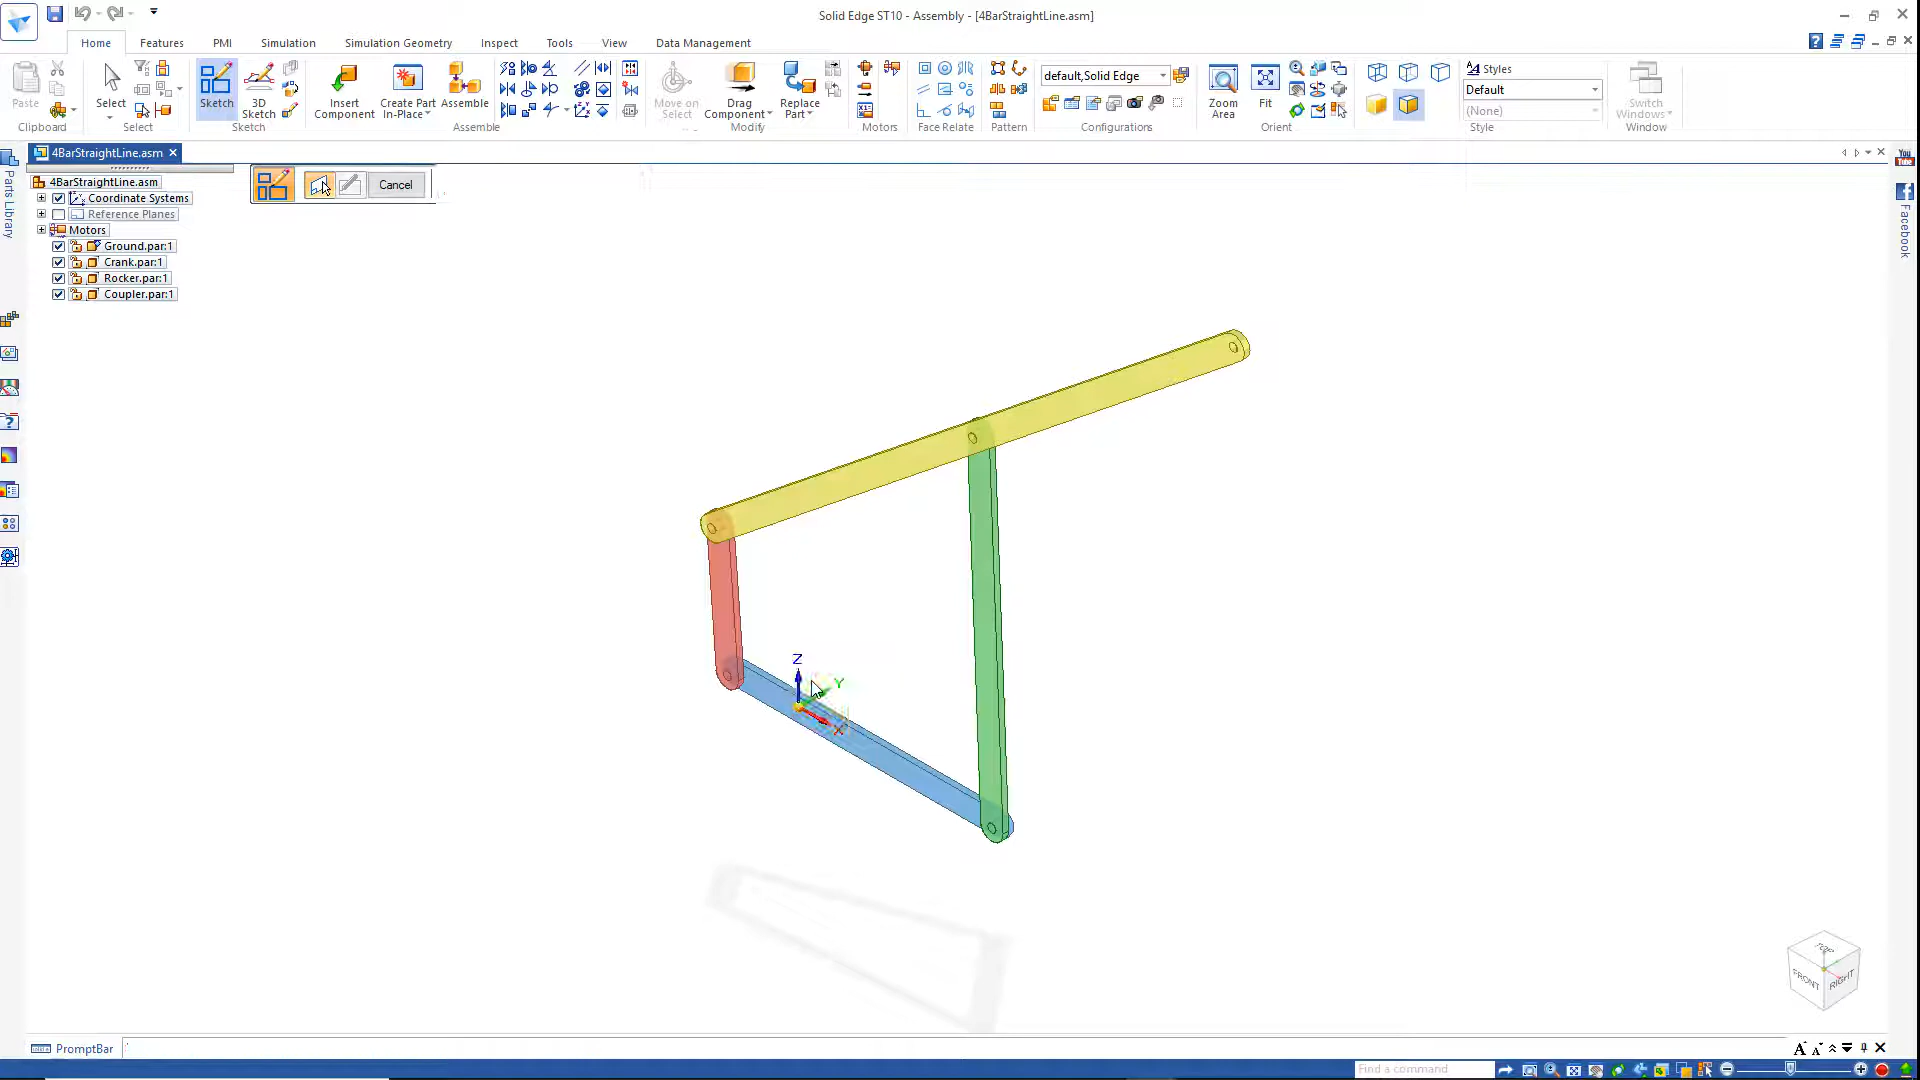 Solid Edge ST10 - Assembly - [4BarStraightLine.asm]
Home
Features
PMI
Simulation
Simulation Geometry
Inspect
Tools
View
Data Management
Paste
Clipboard
Select
Select
Sketch
3D Sketch
Sketch
Insert Component
Create Part In-Place
Assemble
Assemble
Move on Select
Drag Component
Replace Part
Modify
Motors
Face Relate
Pattern
default,Solid Edge
Configurations
Zoom Area
Fit
Orient
Styles
Default
(None)
Style
Switch Windows
Window
4BarStraightLine.asm
Cancel
Parts Library
4BarStraightLine.asm
Coordinate Systems
Reference Planes
Motors
Ground.par:1
Crank.par:1
Rocker.par:1
Coupler.par:1
You Tube
Facebook
Z
Y
X
TOP
FRONT
RIGHT
PromptBar
Find a command